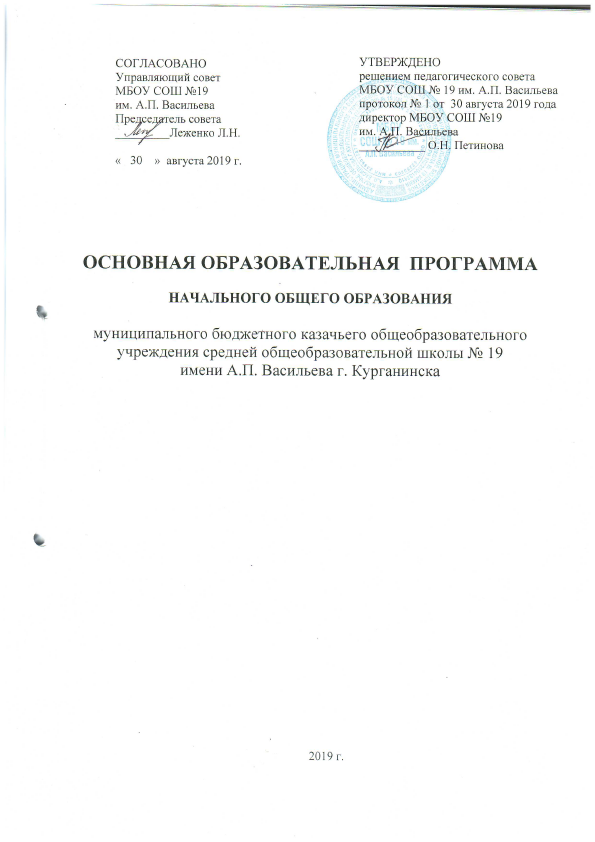 СОГЛАСОВАНО
Управляющий совет
МБОУ СОШ №19
им. А.П. Васильева
Председатель совета
________ Леженко Л.Н.
« 30 » августа 2019 г.
УТВЕРЖДЕНО
решением педагогического совета
МБОУ СОШ № 19 им. А.П. Васильева
протокол № 1 от 30 августа 2019 года
директор МБОУ СОШ №19
им. А.П. Васильева
___________ О.Н. Петинова
ОСНОВНАЯ ОБРАЗОВАТЕЛЬНАЯ ПРОГРАММА
НАЧАЛЬНОГО ОБЩЕГО ОБРАЗОВАНИЯ
муниципального бюджетного казачьего общеобразовательного
учреждения средней общеобразовательной школы № 19
имени А.П. Васильева г. Курганинска
2019 г.